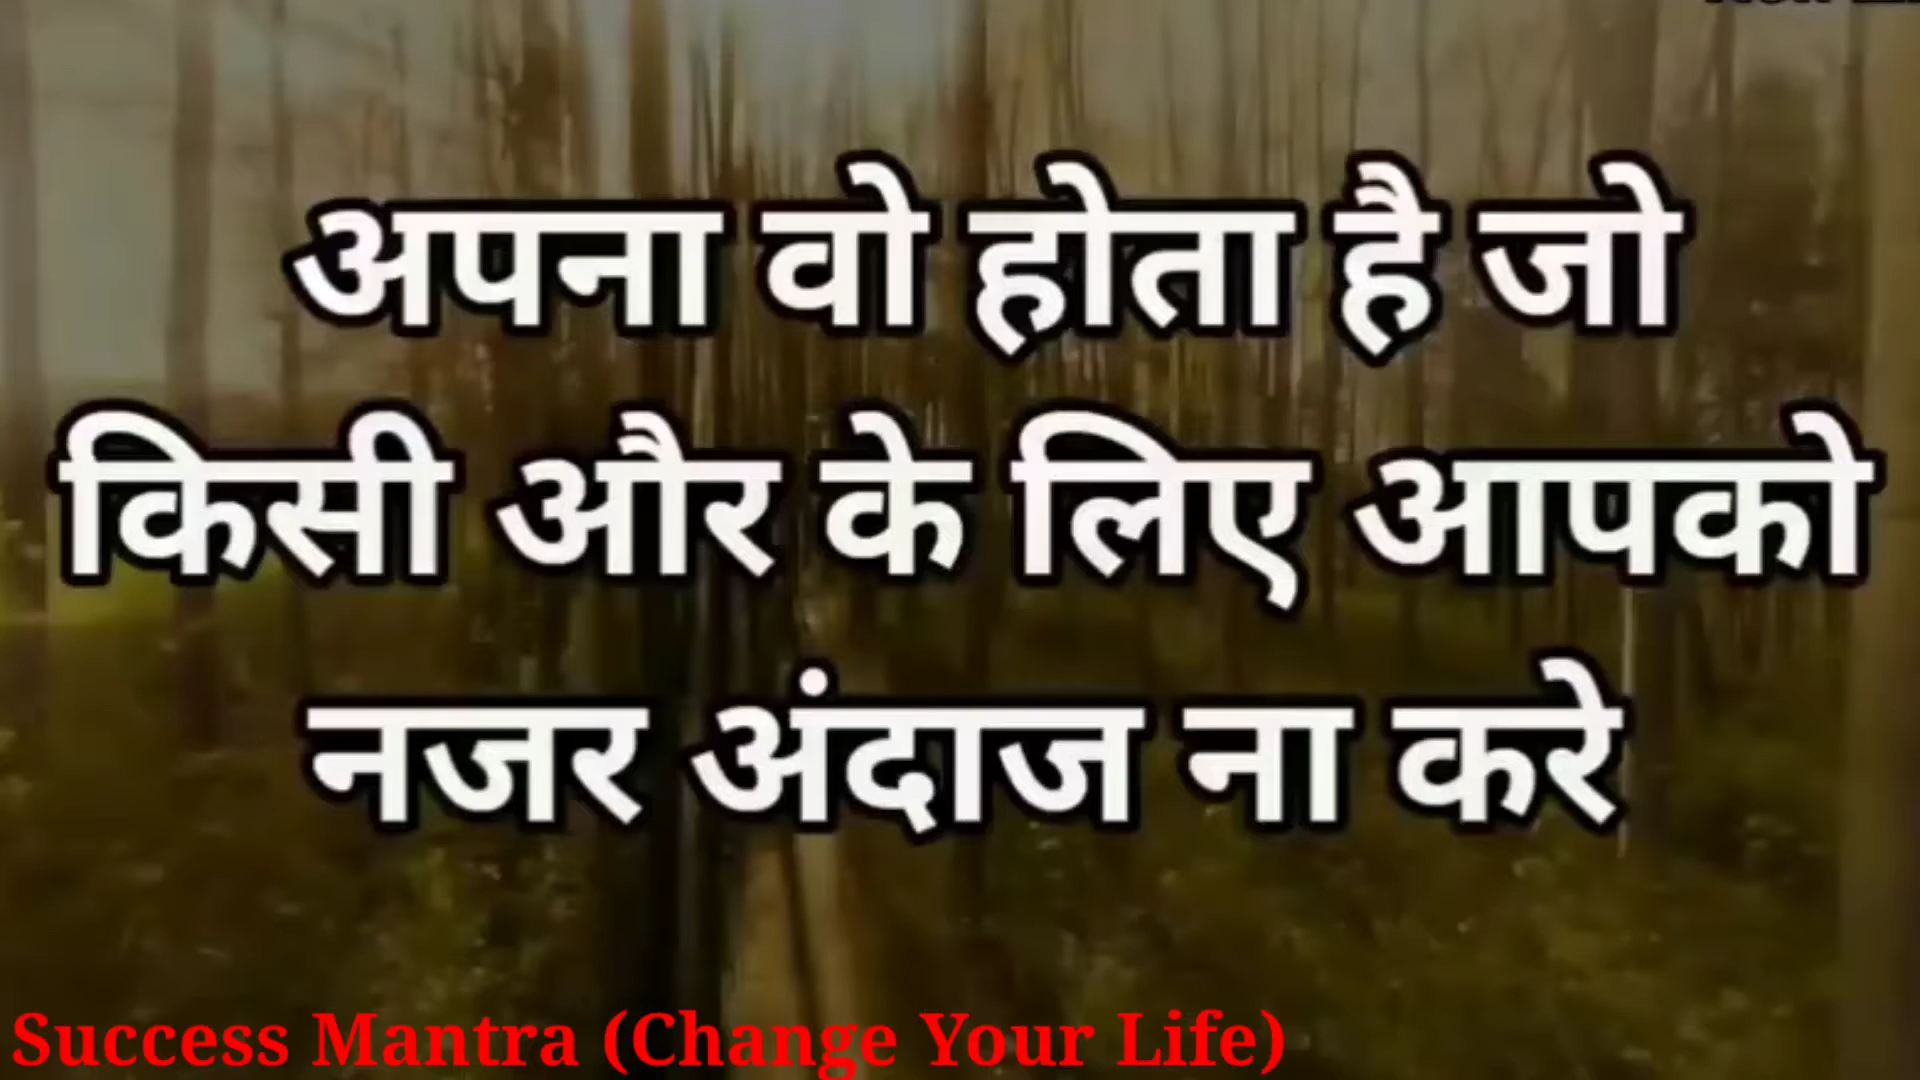 अपना वो होता है जो
किसी और के लिए आपको
नजर अंदाज ना करे
Success Mantra (Change Your Life)